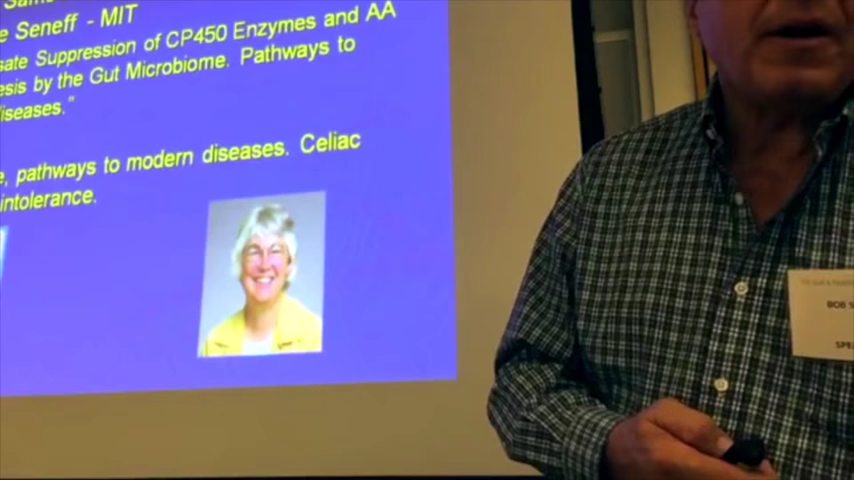 e Seneff - MIT
sate Suppression of CP450 Enzymes and AA
esis by the Gut Microbiome. Pathways to
iseases."
e, pathways to modern diseases. Celiac
intolerance.
BOB S
SPE